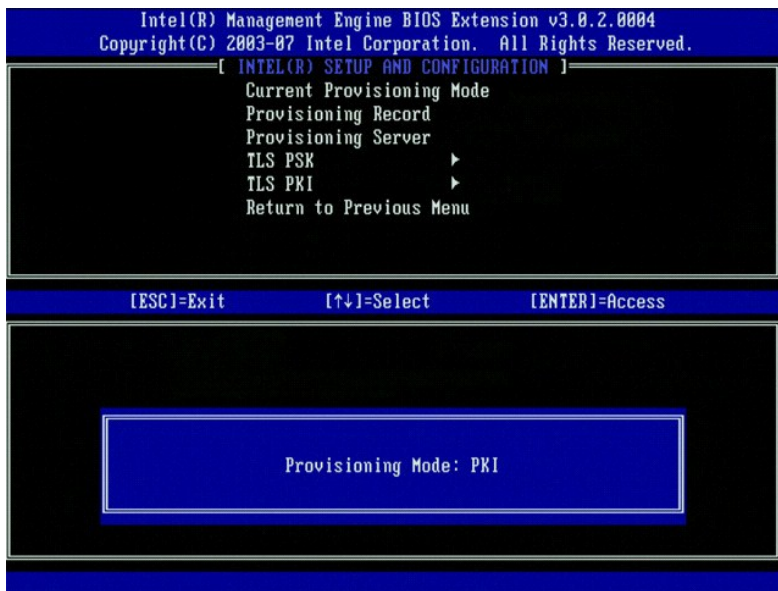 Intel(R) Management Engine BIOS Extension v3.0.2.0004
Copyright(C) 2003-07 Intel Corporation. All Rights Reserved.
[ INTEL(R) SETUP AND CONFIGURATION ]
Current Provisioning Mode
Provisioning Record
Provisioning Server
TLS PSK ►
TLS PKI ►
Return to Previous Menu
[ESC]=Exit [↑↓]=Select [ENTER]=Access
Provisioning Mode: PKI